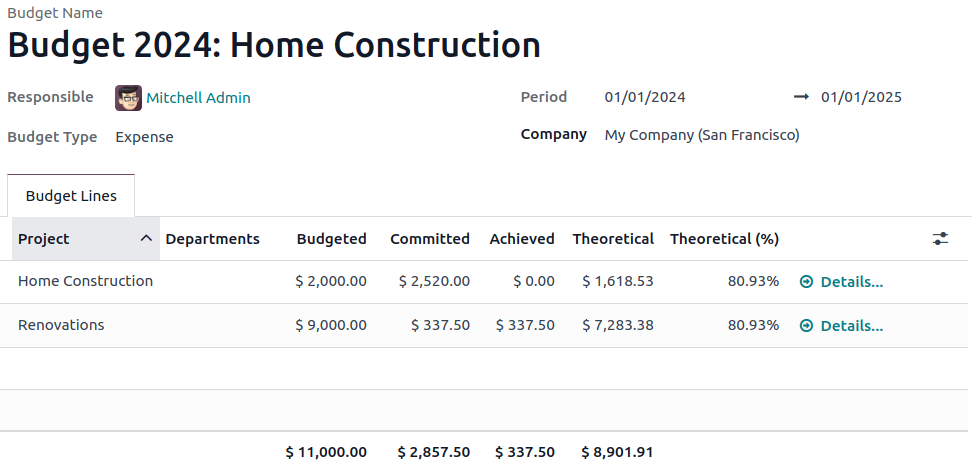 Budget Name
Budget 2024: Home Construction
Responsible Mitchell Admin Period 01/01/2024 → 01/01/2025
Budget Type Expense Company My Company (San Francisco)
Budget Lines
Project Departments Budgeted Committed Achieved Theoretical Theoretical (%)
Home Construction $ 2,000.00 $ 2,520.00 $ 0.00 $ 1,618.53 80.93% Details...
Renovations $ 9,000.00 $ 337.50 $ 337.50 $ 7,283.38 80.93% Details...
$ 11,000.00 $ 2,857.50 $ 337.50 $ 8,901.91